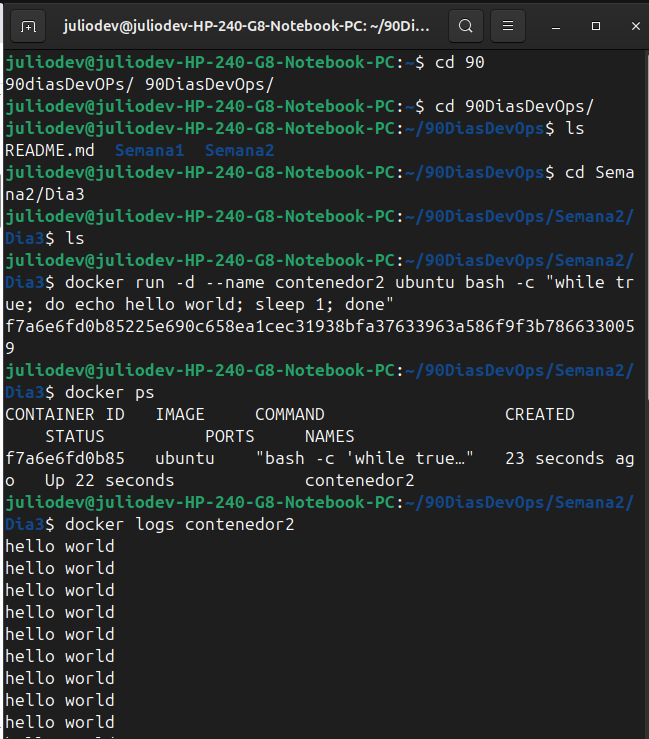 juliodev@juliodev-HP-240-G8-Notebook-PC: ~/90Di...
juliodev@juliodev-HP-240-G8-Notebook-PC:~$ cd 90
90diasDevOPs/ 90DiasDevOps/
juliodev@juliodev-HP-240-G8-Notebook-PC:~$ cd 90DiasDevOps/
juliodev@juliodev-HP-240-G8-Notebook-PC:~/90DiasDevOps$ ls
README.md  Semana1  Semana2
juliodev@juliodev-HP-240-G8-Notebook-PC:~/90DiasDevOps$ cd Sema
na2/Dia3
juliodev@juliodev-HP-240-G8-Notebook-PC:~/90DiasDevOps/Semana2/
Dia3$ ls
juliodev@juliodev-HP-240-G8-Notebook-PC:~/90DiasDevOps/Semana2/
Dia3$ docker run -d --name contenedor2 ubuntu bash -c "while tr
ue; do echo hello world; sleep 1; done"
f7a6e6fd0b85225e690c658ea1cec31938bfa37633963a586f9f3b786633005
9
juliodev@juliodev-HP-240-G8-Notebook-PC:~/90DiasDevOps/Semana2/
Dia3$ docker ps
CONTAINER ID   IMAGE     COMMAND                  CREATED
    STATUS          PORTS     NAMES
f7a6e6fd0b85   ubuntu    "bash -c 'while true…"   23 seconds ag
o   Up 22 seconds             contenedor2
juliodev@juliodev-HP-240-G8-Notebook-PC:~/90DiasDevOps/Semana2/
Dia3$ docker logs contenedor2
hello world
hello world
hello world
hello world
hello world
hello world
hello world
hello world
hello world
hello world